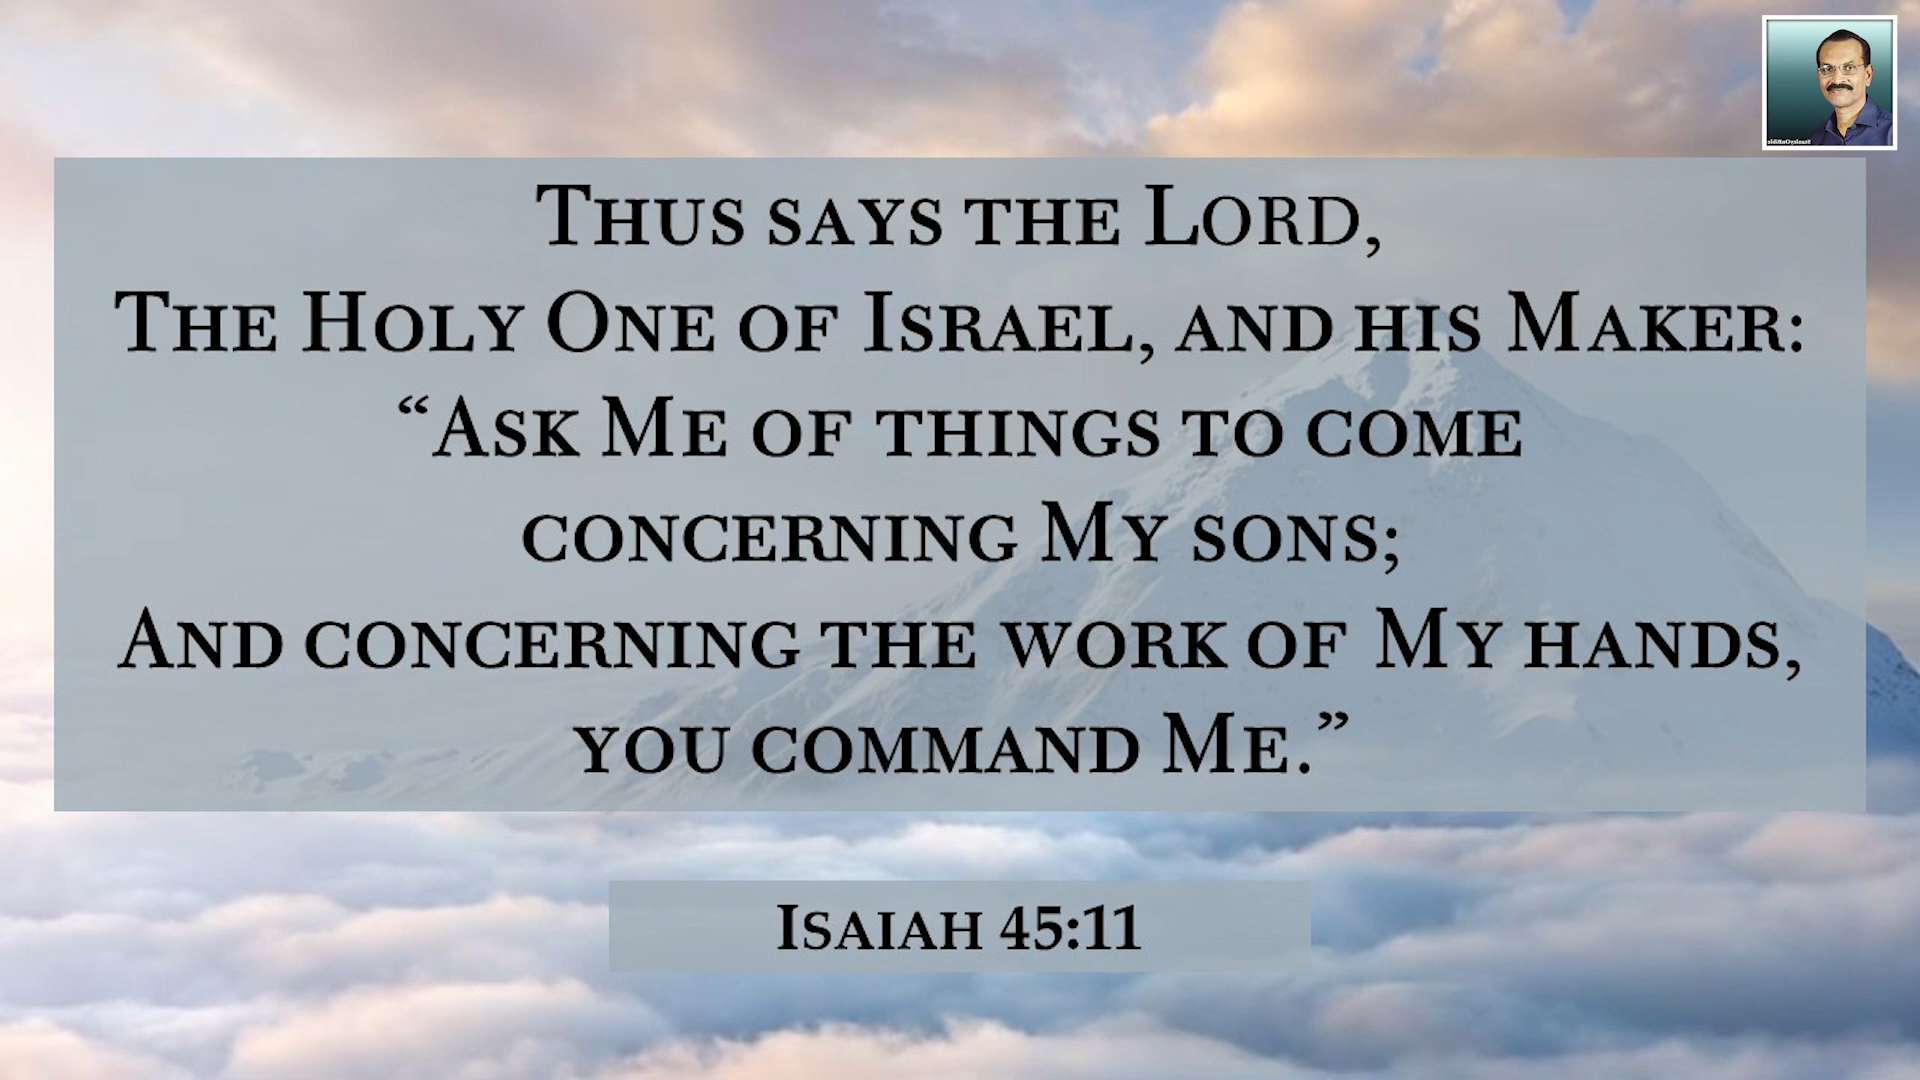 Thus says the Lord,
The Holy One of Israel, and his Maker:
“Ask Me of things to come
concerning My sons;
And concerning the work of My hands,
you command Me.”
Isaiah 45:11
StanleyOnBible